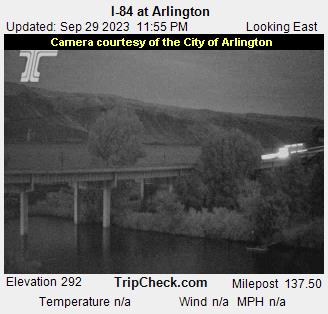 I-84 at Arlington
Updated: Sep 29 2023 11:55 PM Looking East
Camera courtesy of the City of Arlington
Elevation 292 TripCheck.com Milepost 137.50
Temperature n/a Wind n/a MPH n/a